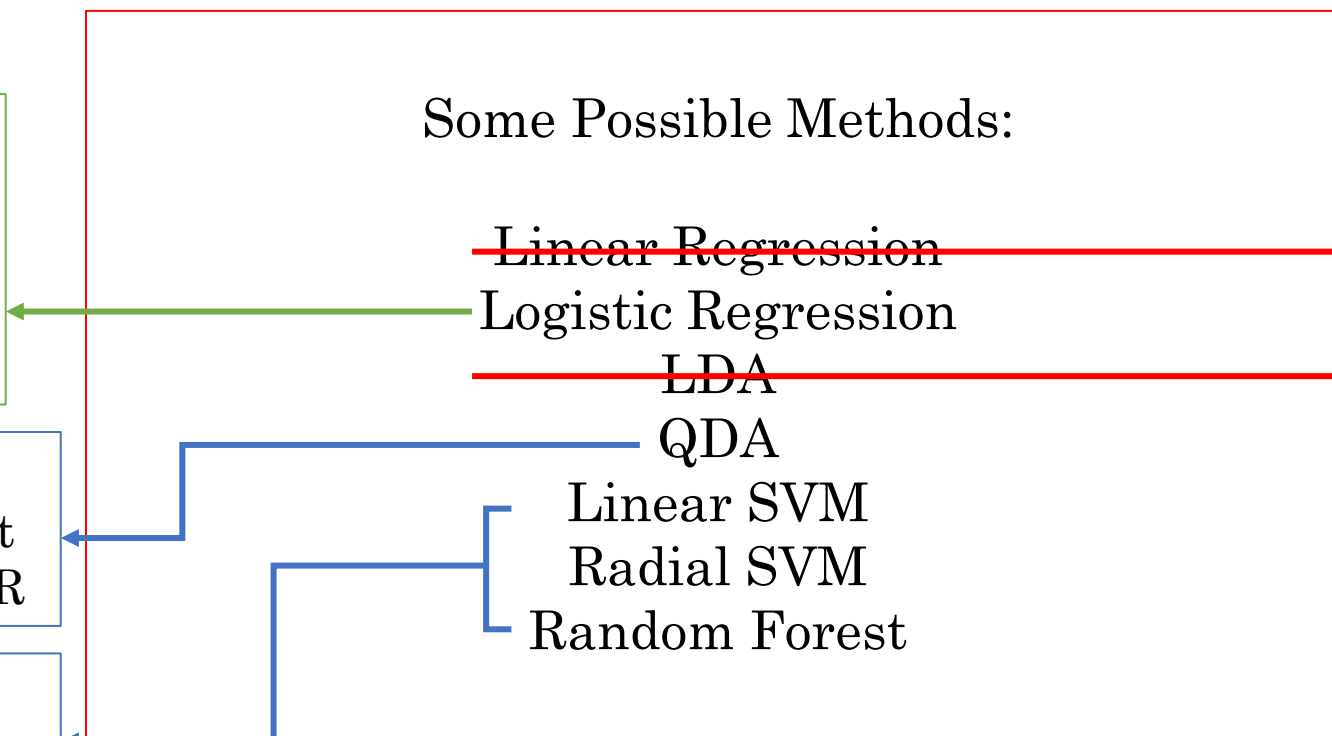 Some Possible Methods:
Linear Regression
Logistic Regression
LDA
QDA
Linear SVM
t
Radial SVM
R
Random Forest